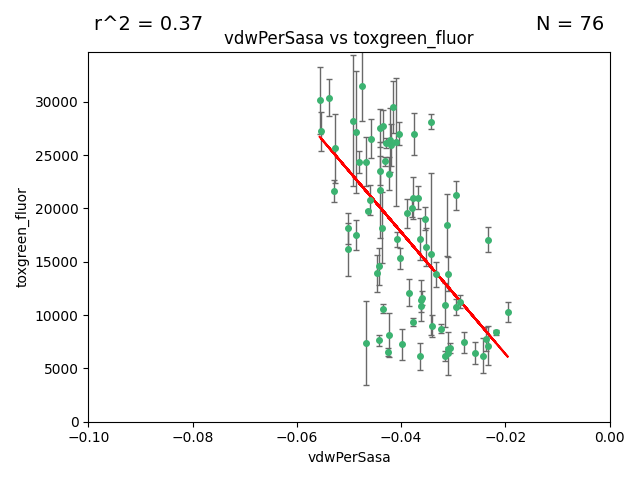 r^2 = 0.37
N = 76
vdwPerSasa vs toxgreen_fluor
toxgreen_fluor
30000
25000
20000
15000
10000
5000
0
−0.10
−0.08
−0.06
−0.04
−0.02
0.00
vdwPerSasa